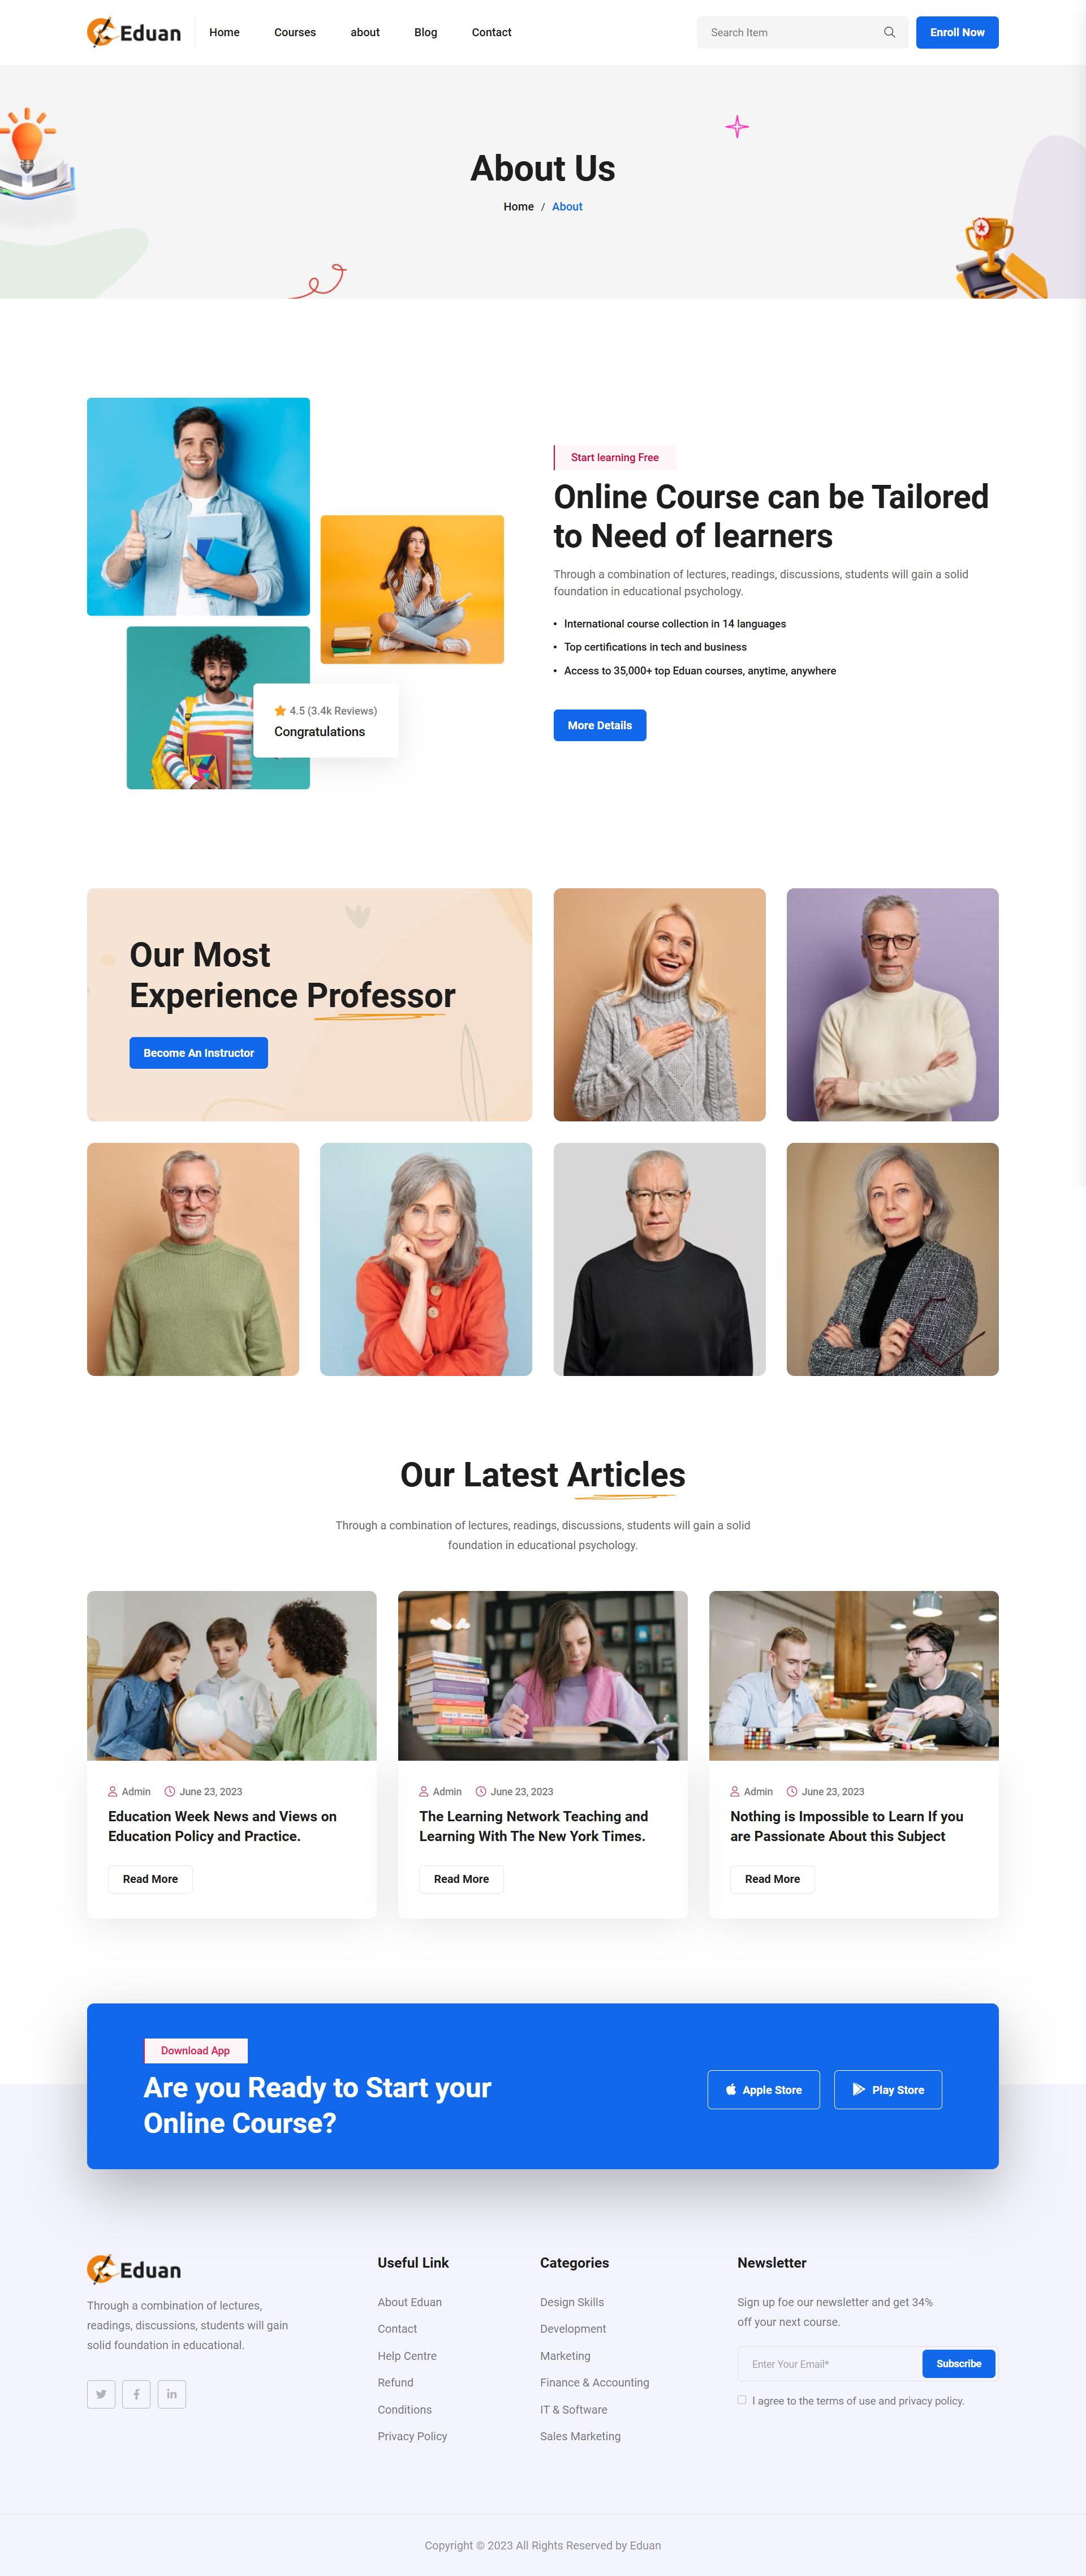 Eduan
Home
Courses
about
Blog
Contact
Search Item
Enroll Now
About Us
Home / About
Start learning Free
Online Course can be Tailored
to Need of learners
Through a combination of lectures, readings, discussions, students will gain a solid
foundation in educational psychology.
• International course collection in 14 languages
• Top certifications in tech and business
• Access to 35,000+ top Eduan courses, anytime, anywhere
More Details
4.5 (3.4k Reviews)
Congratulations
Our Most
Experience Professor
Become An Instructor
Our Latest Articles
Through a combination of lectures, readings, discussions, students will gain a solid
foundation in educational psychology.
Admin June 23, 2023
Education Week News and Views on
Education Policy and Practice.
Read More
Admin June 23, 2023
The Learning Network Teaching and
Learning With The New York Times.
Read More
Admin June 23, 2023
Nothing is Impossible to Learn If you
are Passionate About this Subject
Read More
Download App
Are you Ready to Start your
Online Course?
Apple Store
Play Store
Eduan
Through a combination of lectures,
readings, discussions, students will gain
solid foundation in educational.
Useful Link
About Eduan
Contact
Help Centre
Refund
Conditions
Privacy Policy
Categories
Design Skills
Development
Marketing
Finance & Accounting
IT & Software
Sales Marketing
Newsletter
Sign up foe our newsletter and get 34%
off your next course.
Enter Your Email*
Subscribe
I agree to the terms of use and privacy policy.
Copyright © 2023 All Rights Reserved by Eduan